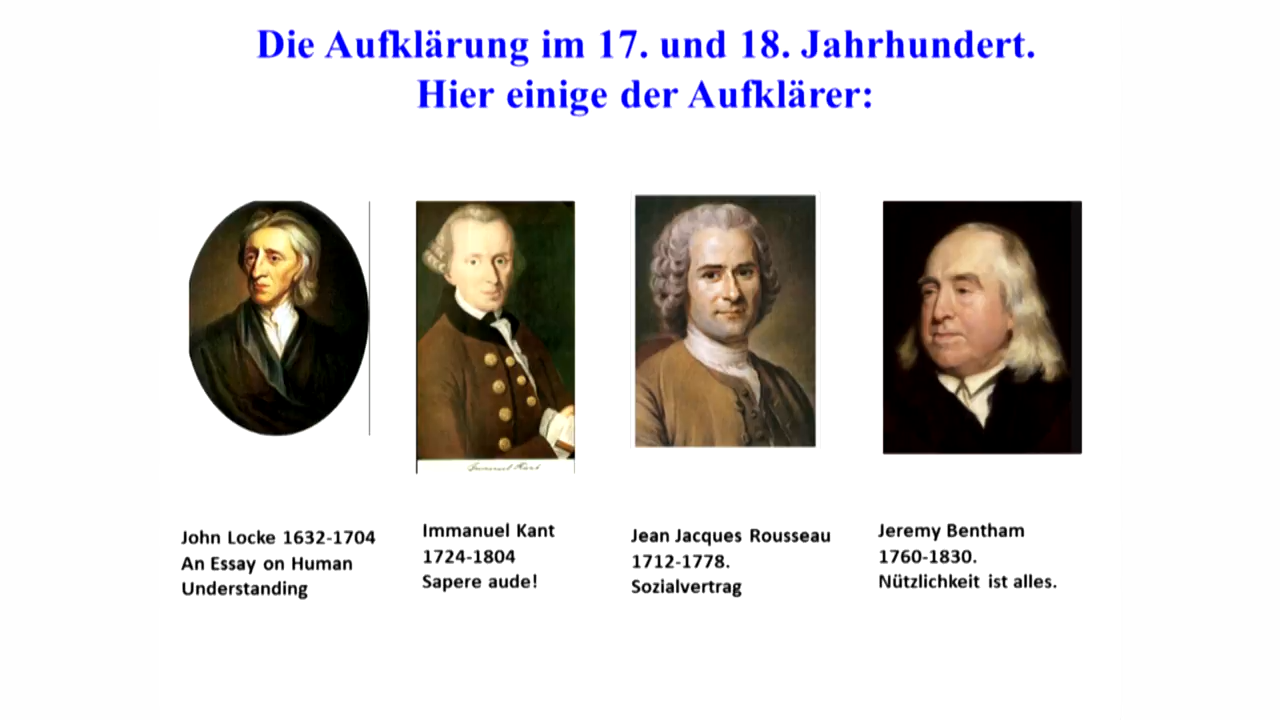 Die Aufklärung im 17. und 18. Jahrhundert.
Hier einige der Aufklärer:
Immanuel Kant
John Locke 1632-1704
An Essay on Human
Understanding
Immanuel Kant
1724-1804
Sapere aude!
Jean Jacques Rousseau
1712-1778.
Sozialvertrag
Jeremy Bentham
1760-1830.
Nützlichkeit ist alles.